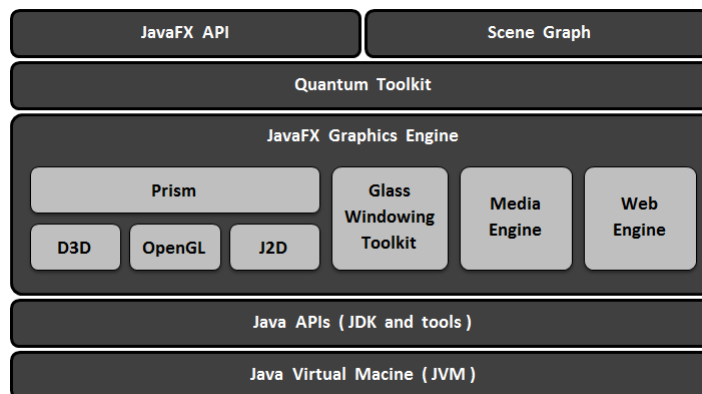 JavaFX API
Scene Graph
Quantum Toolkit
JavaFX Graphics Engine
Prism
D3D
OpenGL
J2D
Glass
Windowing
Toolkit
Media
Engine
Web
Engine
Java APIs ( JDK and tools )
Java Virtual Macine ( JVM )